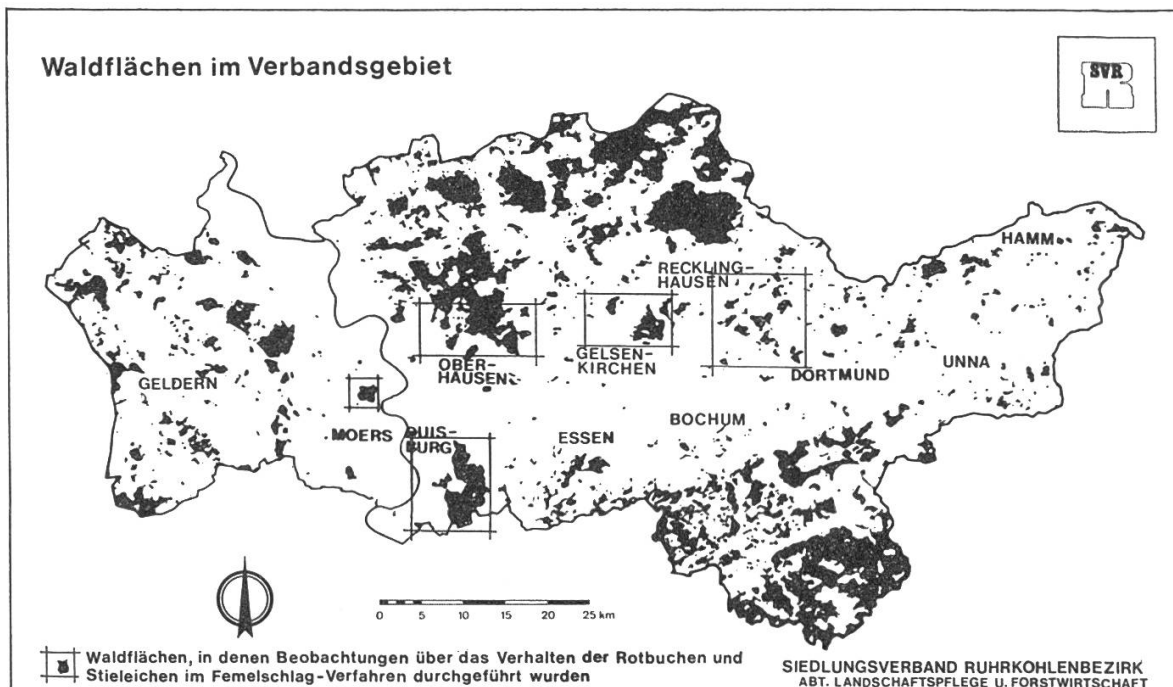 Waldflächen im Verbandsgebiet
SVR
HAMM
RECKLING-
HAUSEN
GELDERN
OBER-
HAUSEN
GELSEN-
KIRCHEN
DORTMUND
UNNA
MOERS
DUIS-
BURG
ESSEN
BOCHUM
0 5 10 15 20 25 km
Waldflächen, in denen Beobachtungen über das Verhalten der Rotbuchen und
Stieleichen im Femelschlag-Verfahren durchgeführt wurden
SIEDLUNGSVERBAND RUHRKOHLENBEZIRK
ABT. LANDSCHAFTSPFLEGE U. FORSTWIRTSCHAFT